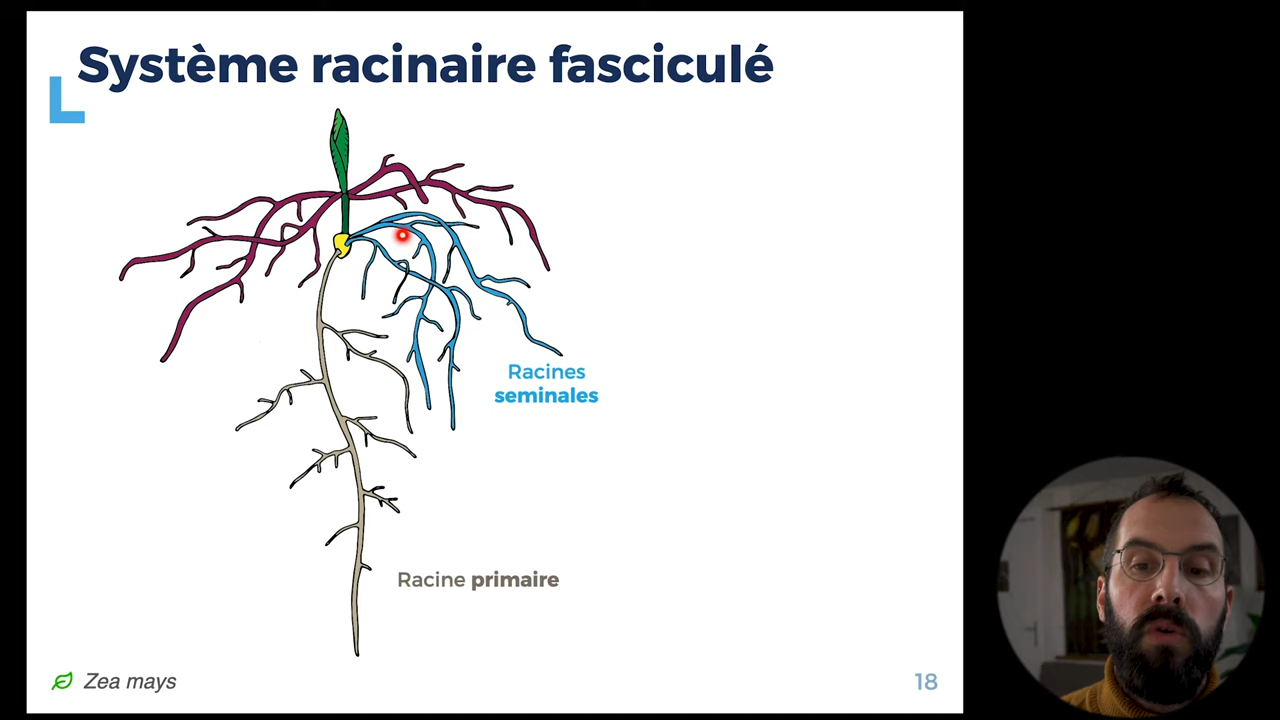 Système racinaire fasciculé
Racines
seminales
Racine primaire
Zea mays
18